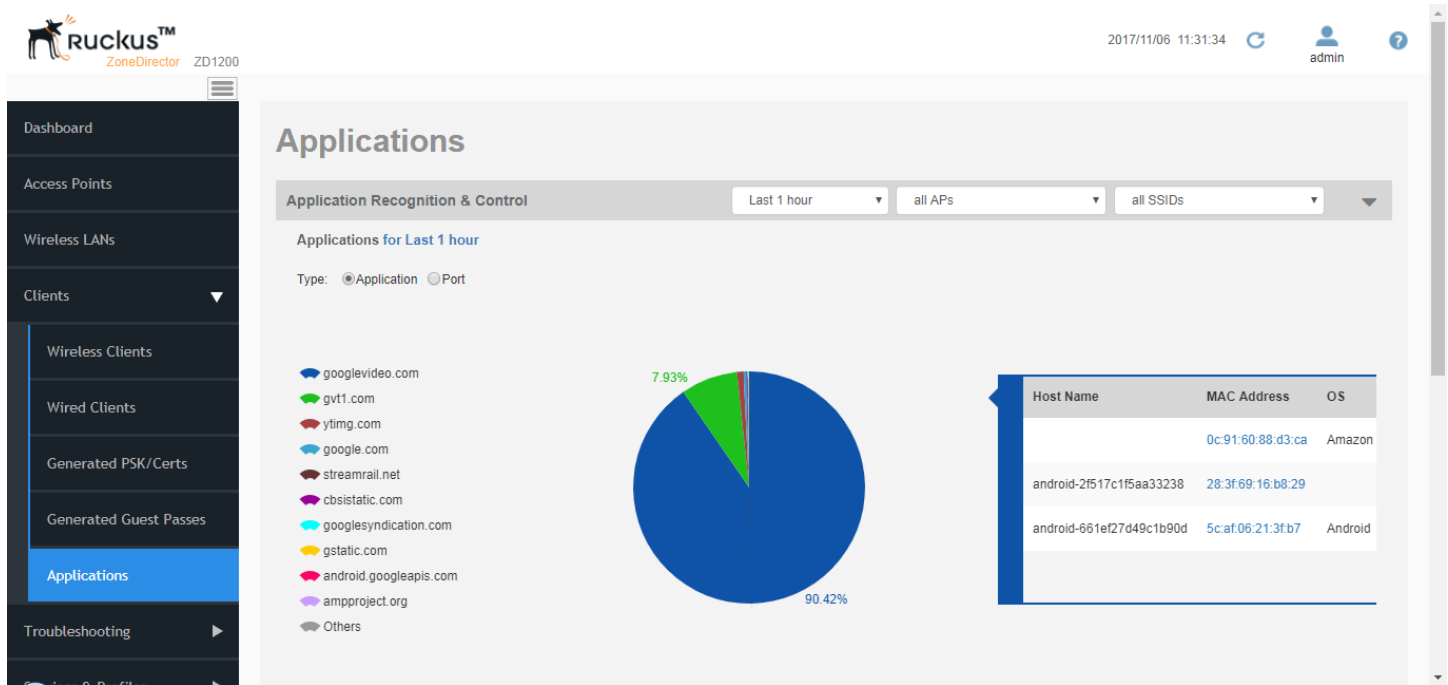 RUCKUS™
ZoneDirector ZD1200
2017/11/06 11:31:34
admin
?
Dashboard
Access Points
Wireless LANs
Clients
Wireless Clients
Wired Clients
Generated PSK/Certs
Generated Guest Passes
Applications
Troubleshooting
Applications
Application Recognition & Control
Last 1 hour
all APs
all SSIDs
Applications for Last 1 hour
Type: Application Port
googlevideo.com
gvt1.com
ytimg.com
google.com
streamrail.net
cbsistatic.com
googlesyndication.com
gstatic.com
android.googleapis.com
ampproject.org
Others
7.93%
90.42%
Host Name MAC Address OS
0c:91:60:88:d3:ca Amazon
android-2f517c1f5aa33238 28:3f:69:16:b8:29
android-661ef27d49c1b90d 5c:af:06:21:3f:b7 Android